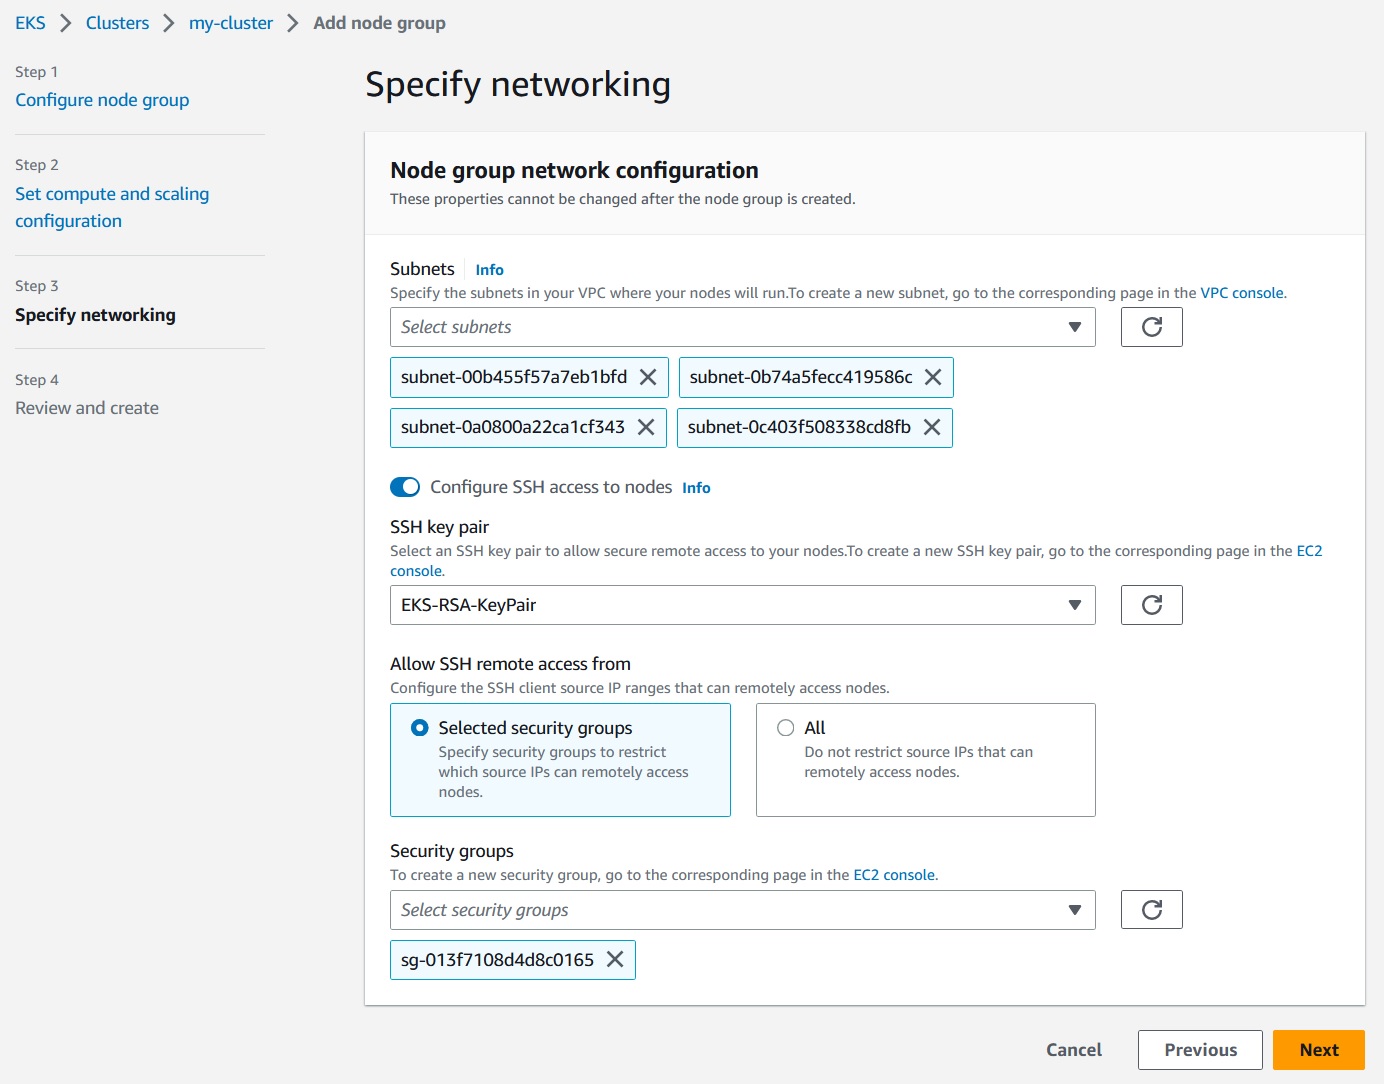 EKS > Clusters > my-cluster > Add node group
Step 1
Configure node group
Step 2
Set compute and scaling
configuration
Step 3
Specify networking
Step 4
Review and create
Specify networking
Node group network configuration
These properties cannot be changed after the node group is created.
Subnets Info
Specify the subnets in your VPC where your nodes will run.To create a new subnet, go to the corresponding page in the VPC console.
Select subnets
subnet-00b455f57a7eb1bfd subnet-0b74a5fecc419586c
subnet-0a0800a22ca1cf343 subnet-0c403f508338cd8fb
Configure SSH access to nodes Info
SSH key pair
Select an SSH key pair to allow secure remote access to your nodes.To create a new SSH key pair, go to the corresponding page in the EC2
console.
EKS-RSA-KeyPair
Allow SSH remote access from
Configure the SSH client source IP ranges that can remotely access nodes.
Selected security groups
Specify security groups to restrict
which source IPs can remotely access
nodes.
All
Do not restrict source IPs that can
remotely access nodes.
Security groups
To create a new security group, go to the corresponding page in the EC2 console.
Select security groups
sg-013f7108d4d8c0165
Cancel Previous Next